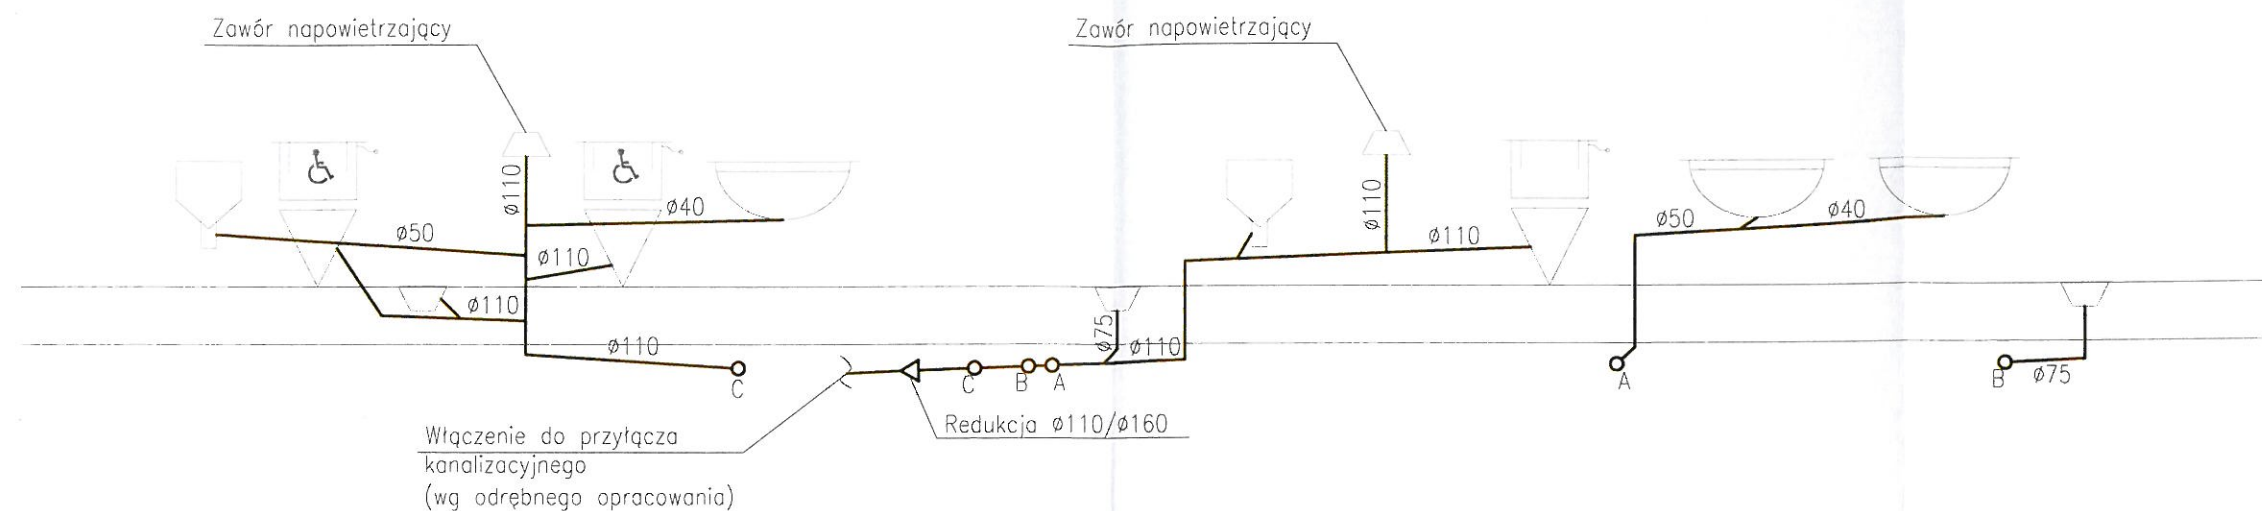 Zawór napowietrzający
Zawór napowietrzający
ø110
ø40
ø50
ø110
ø110
ø110
C
ø110
ø110
ø50
ø40
ø75
ø110
C
B
A
A
B
ø75
Redukcja ø110/ø160
Włączenie do przyłącza
kanalizacyjnego
(wg odrębnego opracowania)